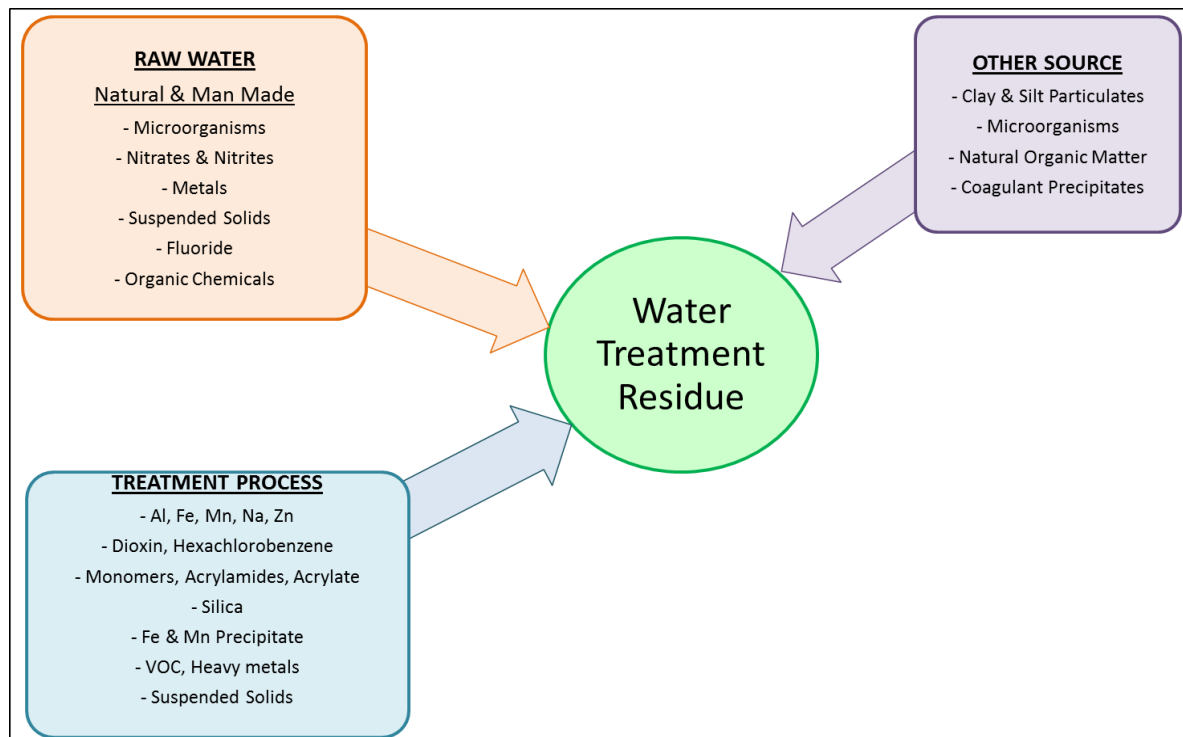 RAW WATER
Natural & Man Made
- Microorganisms
- Nitrates & Nitrites
- Metals
- Suspended Solids
- Fluoride
- Organic Chemicals
OTHER SOURCE
- Clay & Silt Particulates
- Microorganisms
- Natural Organic Matter
- Coagulant Precipitates
Water
Treatment
Residue
TREATMENT PROCESS
- Al, Fe, Mn, Na, Zn
- Dioxin, Hexachlorobenzene
- Monomers, Acrylamides, Acrylate
- Silica
- Fe & Mn Precipitate
- VOC, Heavy metals
- Suspended Solids